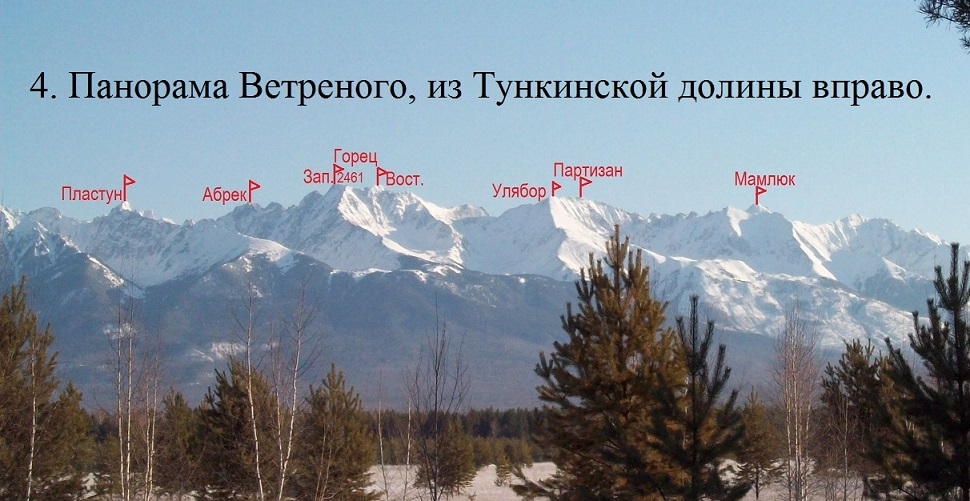 4. Панорама Ветреного, из Тункинской долины вправо.
Горец
Зап. 2461 Вост.
Пластун
Абрек
Улябор
Партизан
Мамлюк